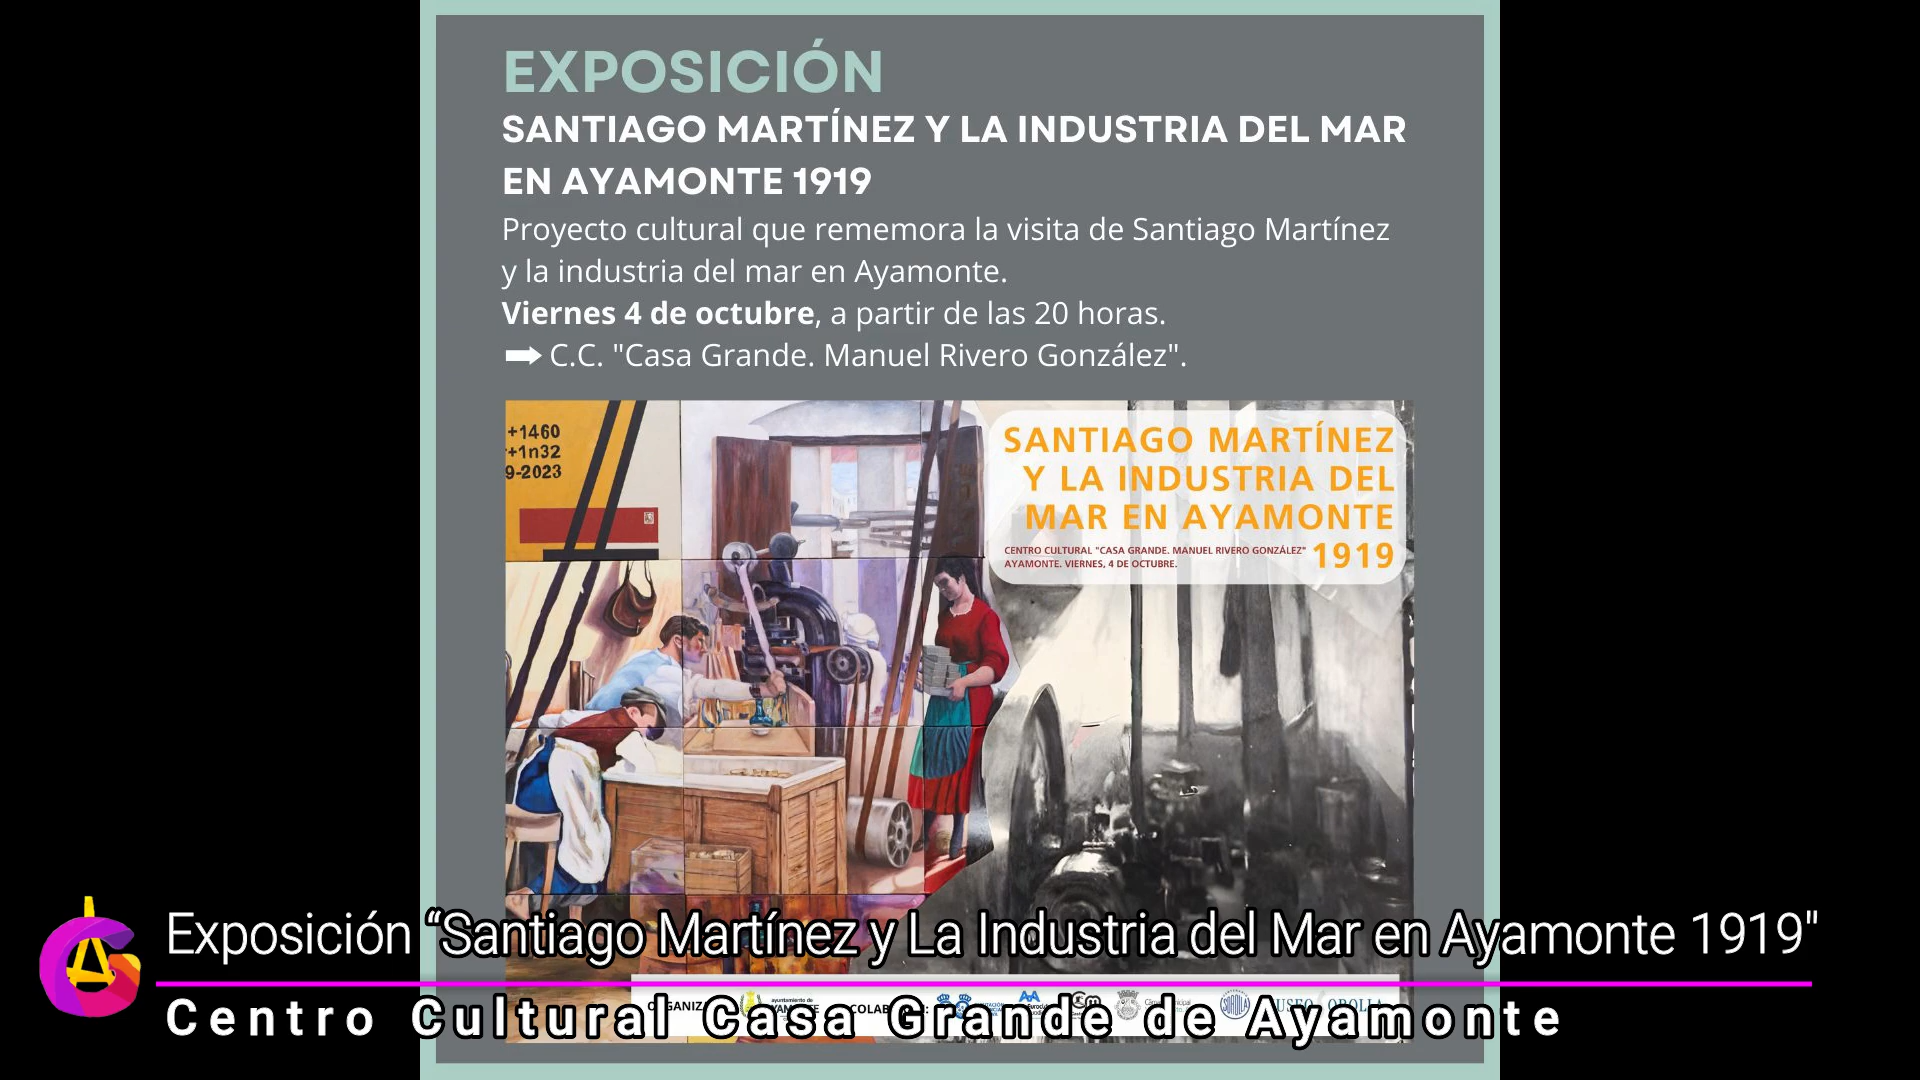 EXPOSICIÓN
SANTIAGO MARTÍNEZ Y LA INDUSTRIA DEL MAR
EN AYAMONTE 1919
Proyecto cultural que rememora la visita de Santiago Martínez
y la industria del mar en Ayamonte.
Viernes 4 de octubre, a partir de las 20 horas.
C.C. "Casa Grande. Manuel Rivero González".
+1460
+1n32
9-2023
SANTIAGO MARTÍNEZ
Y LA INDUSTRIA DEL
MAR EN AYAMONTE
1919
CENTRO CULTURAL "CASA GRANDE. MANUEL RIVERO GONZÁLEZ"
AYAMONTE. VIERNES, 4 DE OCTUBRE.
Exposición “Santiago Martínez y La Industria del Mar en Ayamonte 1919"
Centro Cultural Casa Grande de Ayamonte